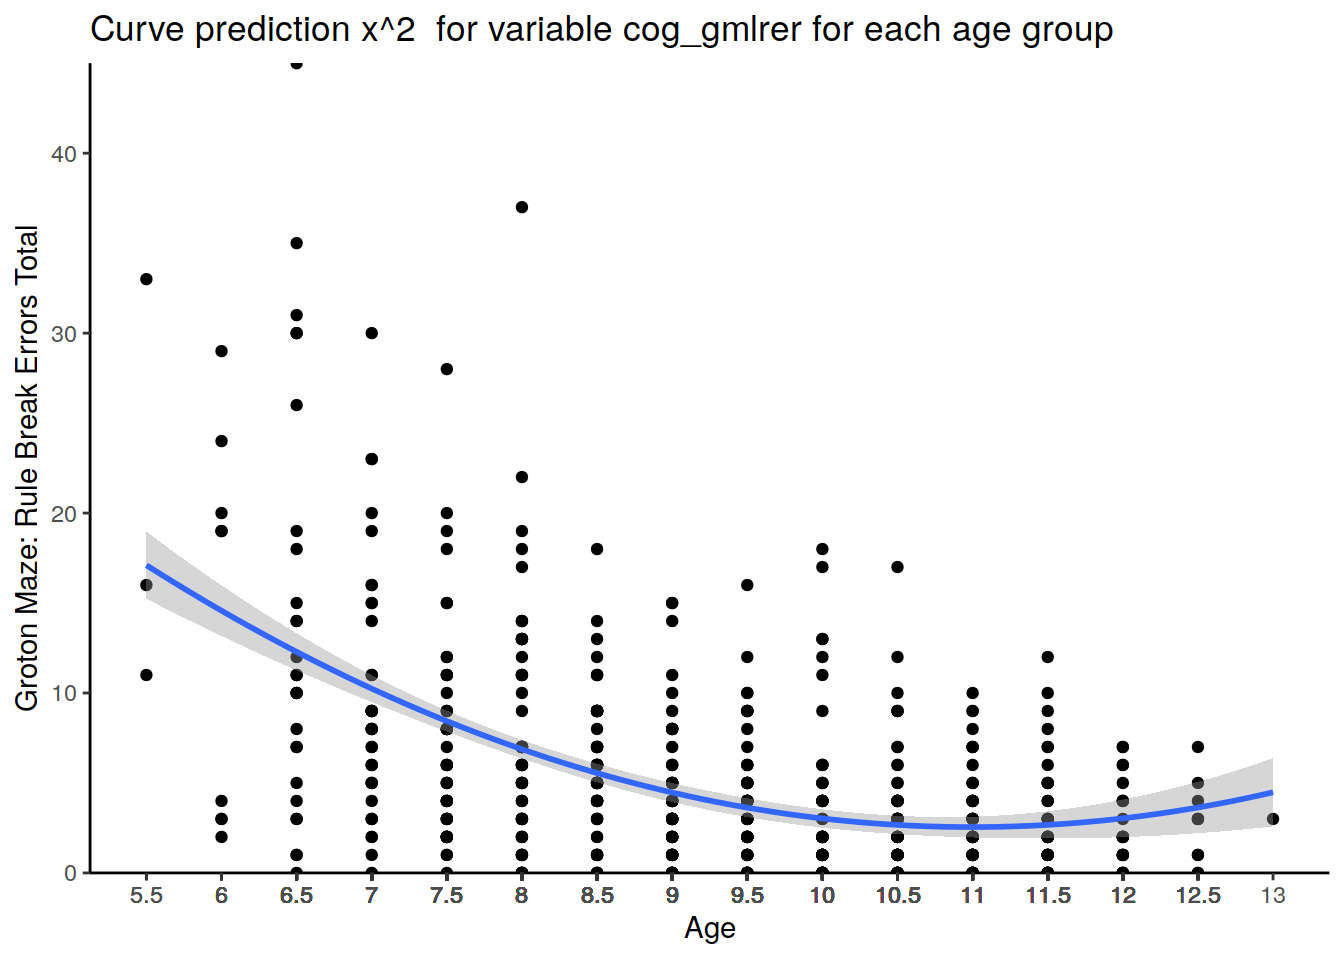 Curve prediction x^2  for variable cog_gmlrer for each age group
Groton Maze: Rule Break Errors Total
40
30
20
10
0
5.5 6 6.5 7 7.5 8 8.5 9 9.5 10 10.5 11 11.5 12 12.5 13
Age